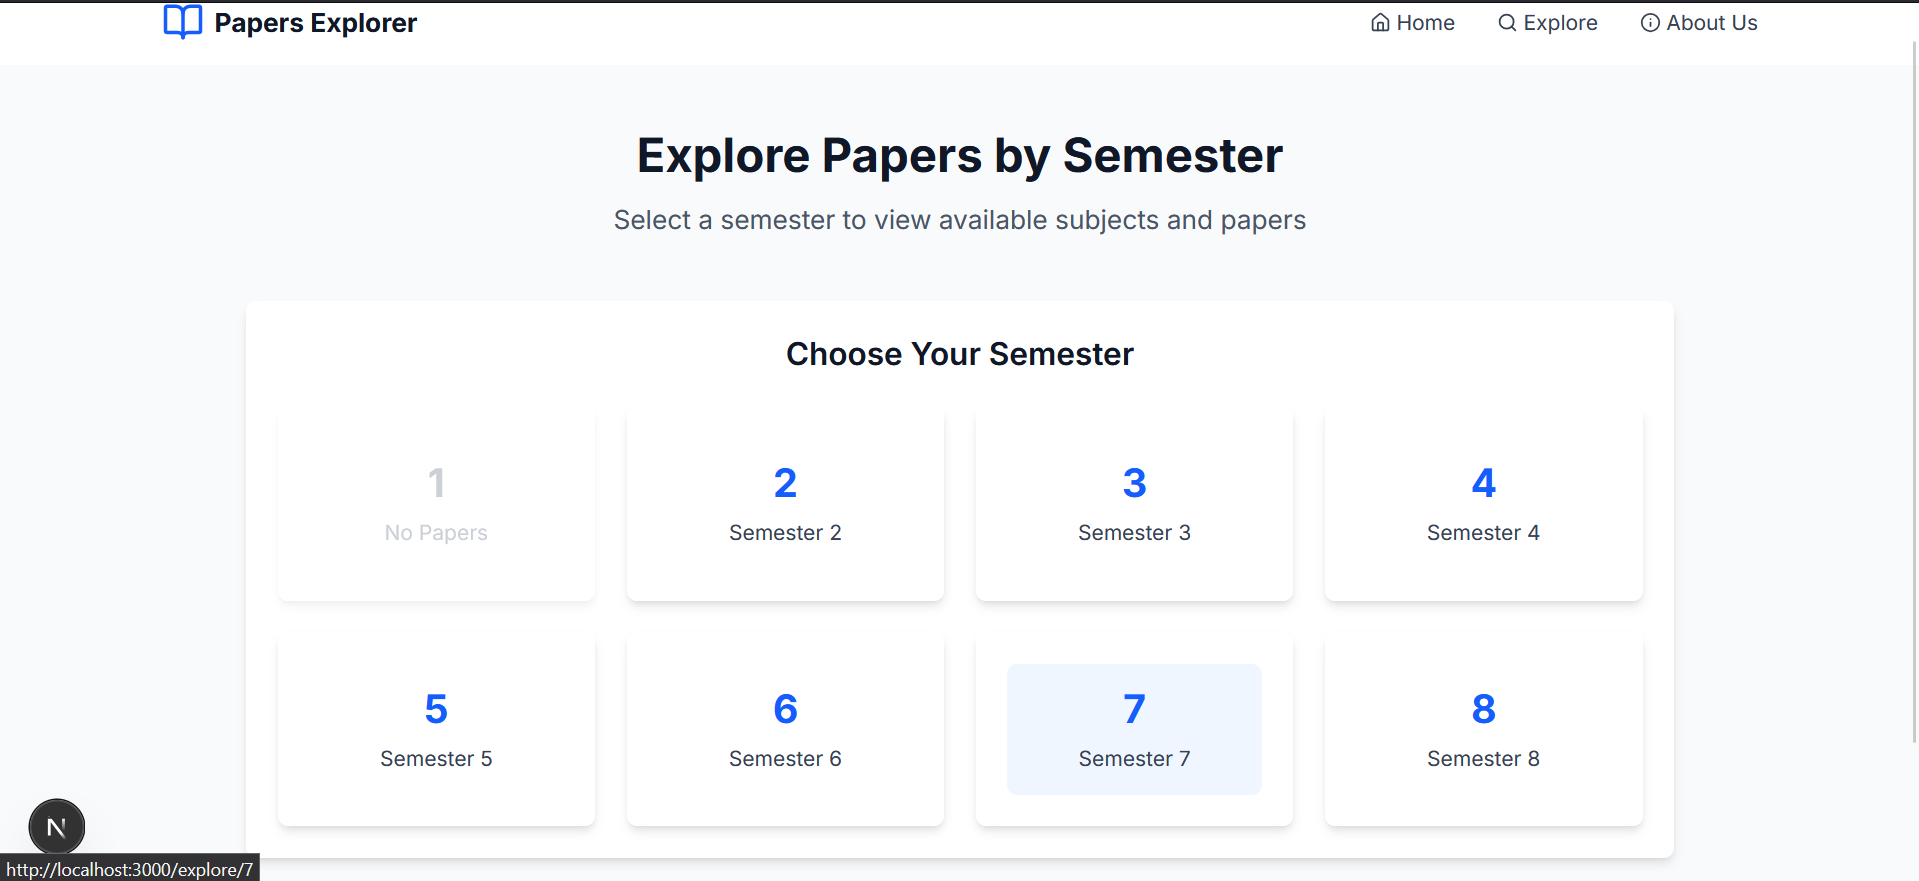 Papers Explorer
Home
Explore
About Us
Explore Papers by Semester
Select a semester to view available subjects and papers
Choose Your Semester
1
No Papers
2
Semester 2
3
Semester 3
4
Semester 4
5
Semester 5
6
Semester 6
7
Semester 7
8
Semester 8
N
http://localhost:3000/explore/7